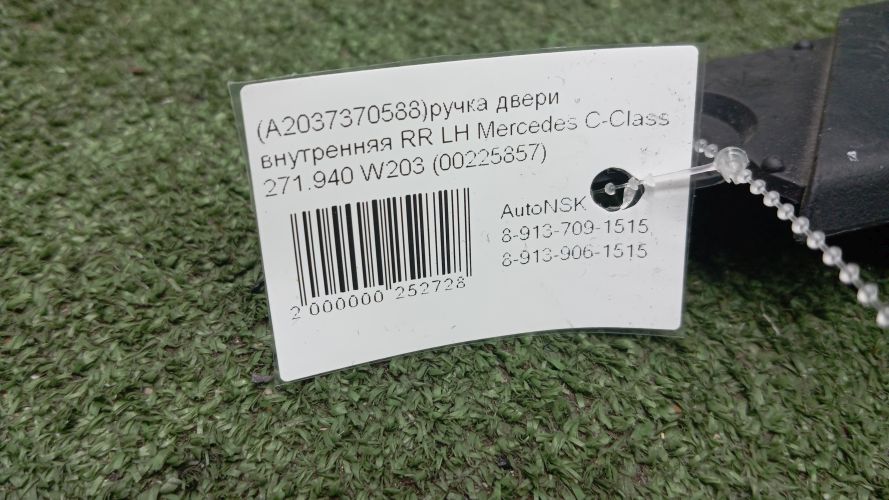 (A2037370588)ручка двери
внутренняя RR LH Mercedes C-Class
271.940 W203 (00225857)
AutoNSK
8-913-709-1515
8-913-906-1515
2 000000 252728